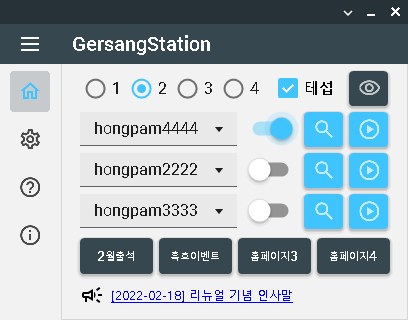 GersangStation
1 2 3 4 테섭
hongpam4444
hongpam2222
hongpam3333
2월출석 흑호이벤트 홈페이지3 홈페이지4
[2022-02-18] 리뉴얼 기념 인사말